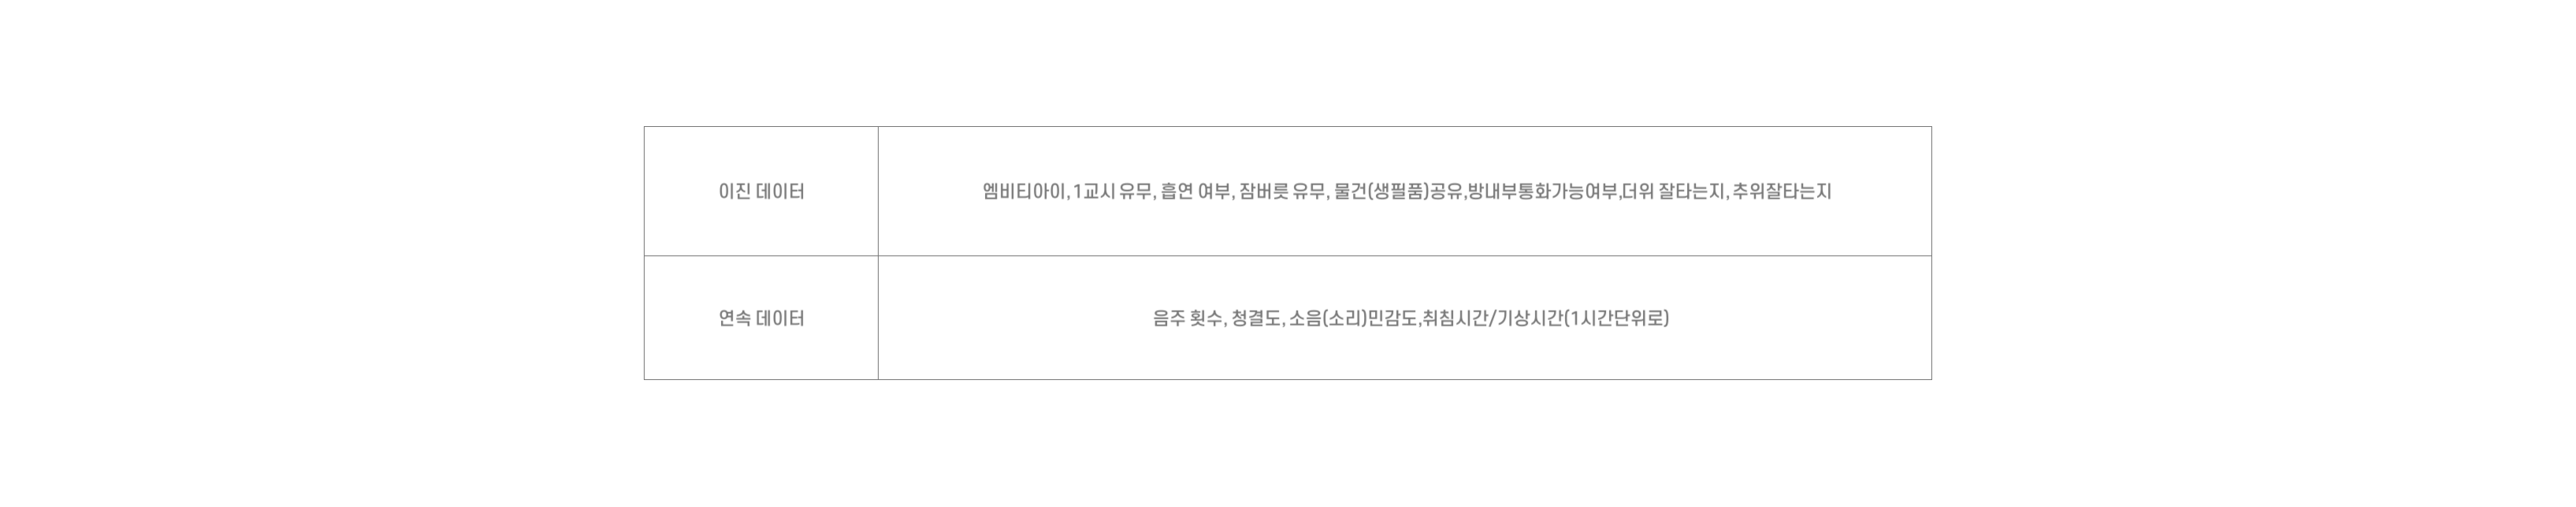 이진 데이터
엠비티아이,1교시 유무, 흡연 여부, 잠버릇 유무, 물건(생필품)공유,방내부통화가능여부,더위 잘타는지, 추위잘타는지
연속 데이터
음주 횟수, 청결도, 소음(소리)민감도,취침시간/기상시간(1시간단위로)